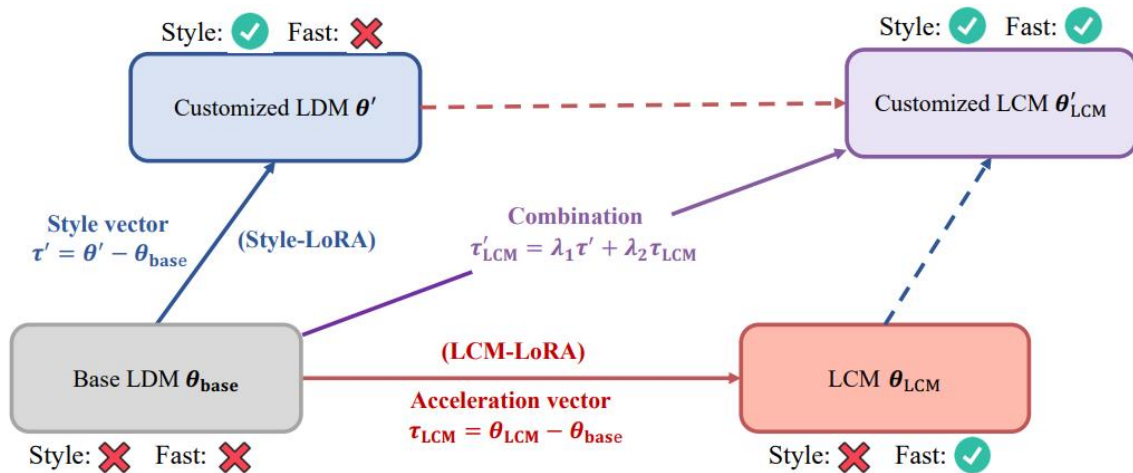 Style: ✅ Fast: ❌
Style: ✅ Fast: ✅
Customized LDM θ′
Customized LCM θ′LCM
Style vector
τ′ = θ′ − θbase
(Style-LoRA)
Combination
τ′LCM = λ1τ′ + λ2τLCM
(LCM-LoRA)
Base LDM θbase
LCM θLCM
Acceleration vector
τLCM = θLCM − θbase
Style: ❌ Fast: ❌
Style: ❌ Fast: ✅